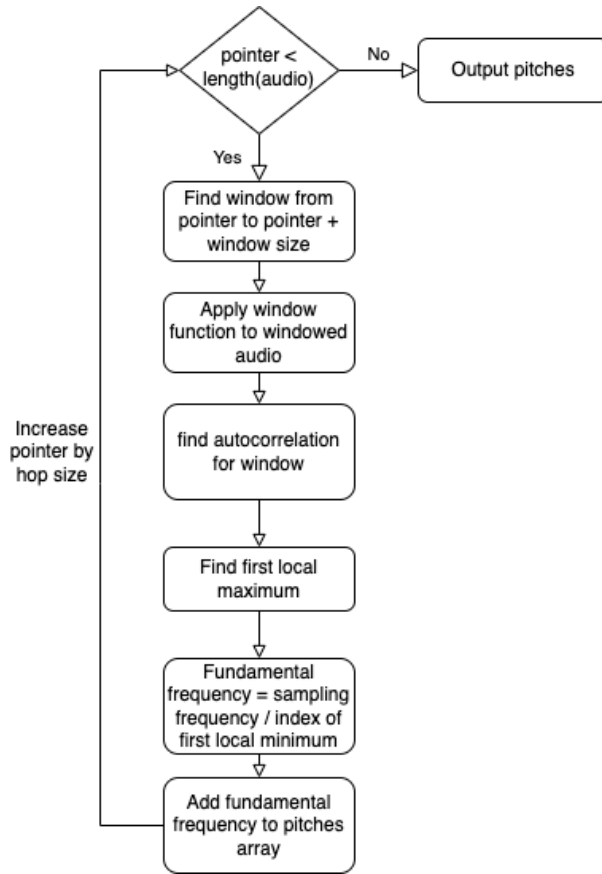 pointer <
length(audio)
No
Output pitches
Yes
Find window from
pointer to pointer +
window size
Apply window
function to windowed
audio
find autocorrelation
for window
Increase
pointer by
hop size
Find first local
maximum
Fundamental
frequency = sampling
frequency / index of
first local minimum
Add fundamental
frequency to pitches
array